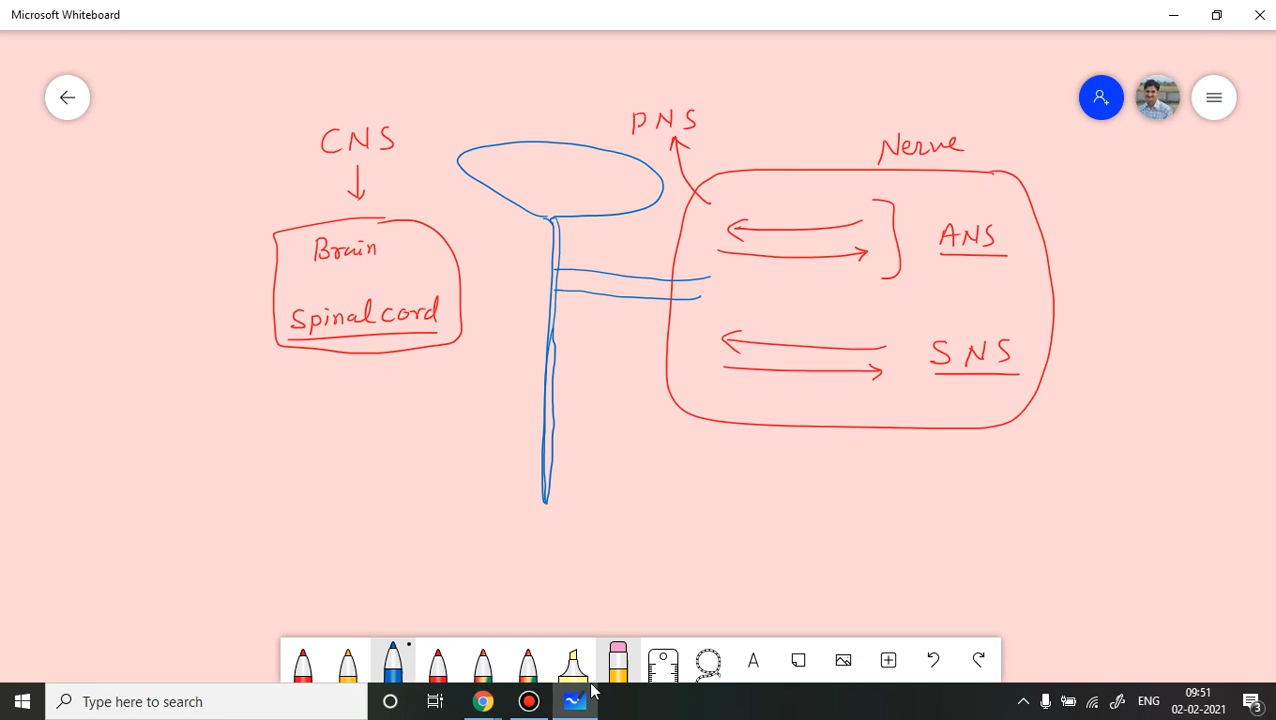 Microsoft Whiteboard
PNS
CNS
Nerve
Brain
ANS
Spinal cord
SNS
A
Type here to search
ENG
09:51
02-02-2021
3